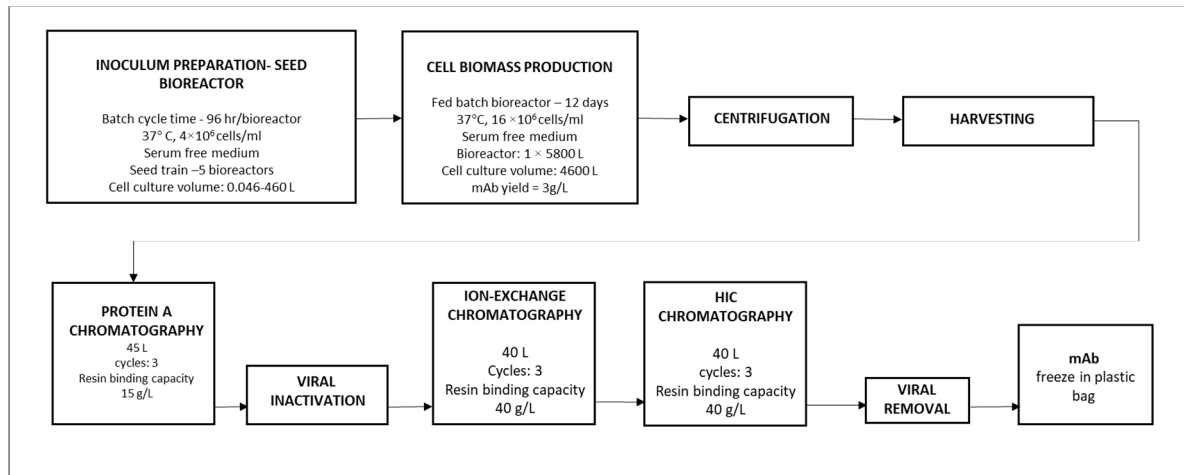 INOCULUM PREPARATION- SEED
BIOREACTOR
Batch cycle time - 96 hr/bioreactor
37° C, 4×10⁶ cells/ml
Serum free medium
Seed train –5 bioreactors
Cell culture volume: 0.046-460 L
CELL BIOMASS PRODUCTION
Fed batch bioreactor – 12 days
37°C, 16 ×10⁶ cells/ml
Serum free medium
Bioreactor: 1 × 5800 L
Cell culture volume: 4600 L
mAb yield = 3g/L
CENTRIFUGATION
HARVESTING
PROTEIN A
CHROMATOGRAPHY
45 L
cycles: 3
Resin binding capacity
15 g/L
VIRAL
INACTIVATION
ION-EXCHANGE
CHROMATOGRAPHY
40 L
Cycles: 3
Resin binding capacity
40 g/L
HIC
CHROMATOGRAPHY
40 L
cycles: 3
Resin binding capacity
40 g/L
VIRAL
REMOVAL
mAb
freeze in plastic
bag